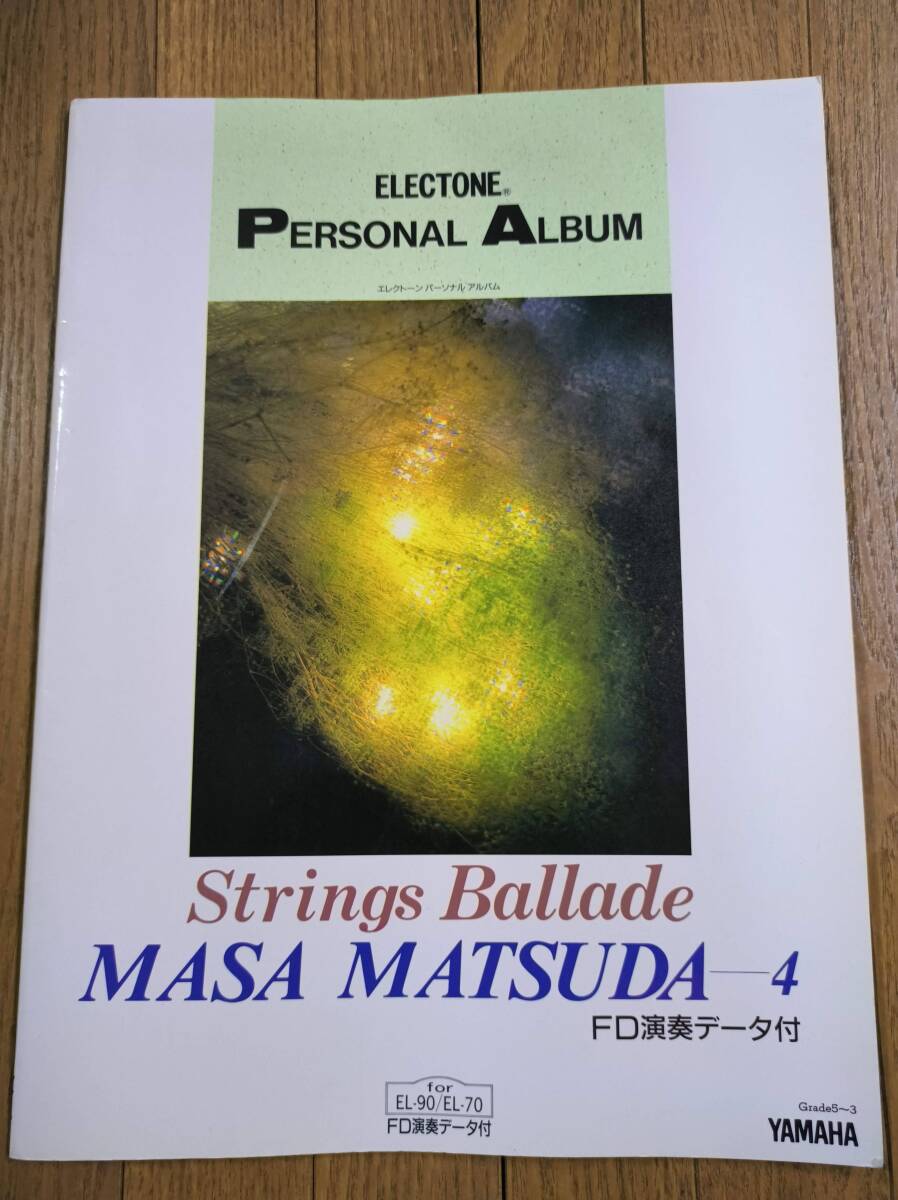 ELECTONE®
PERSONAL ALBUM
エレクトーン パーソナル アルバム
Strings Ballade
MASA MATSUDA—4
FD演奏データ付
for
EL-90/EL-70
FD演奏データ付
Grade5～3
YAMAHA